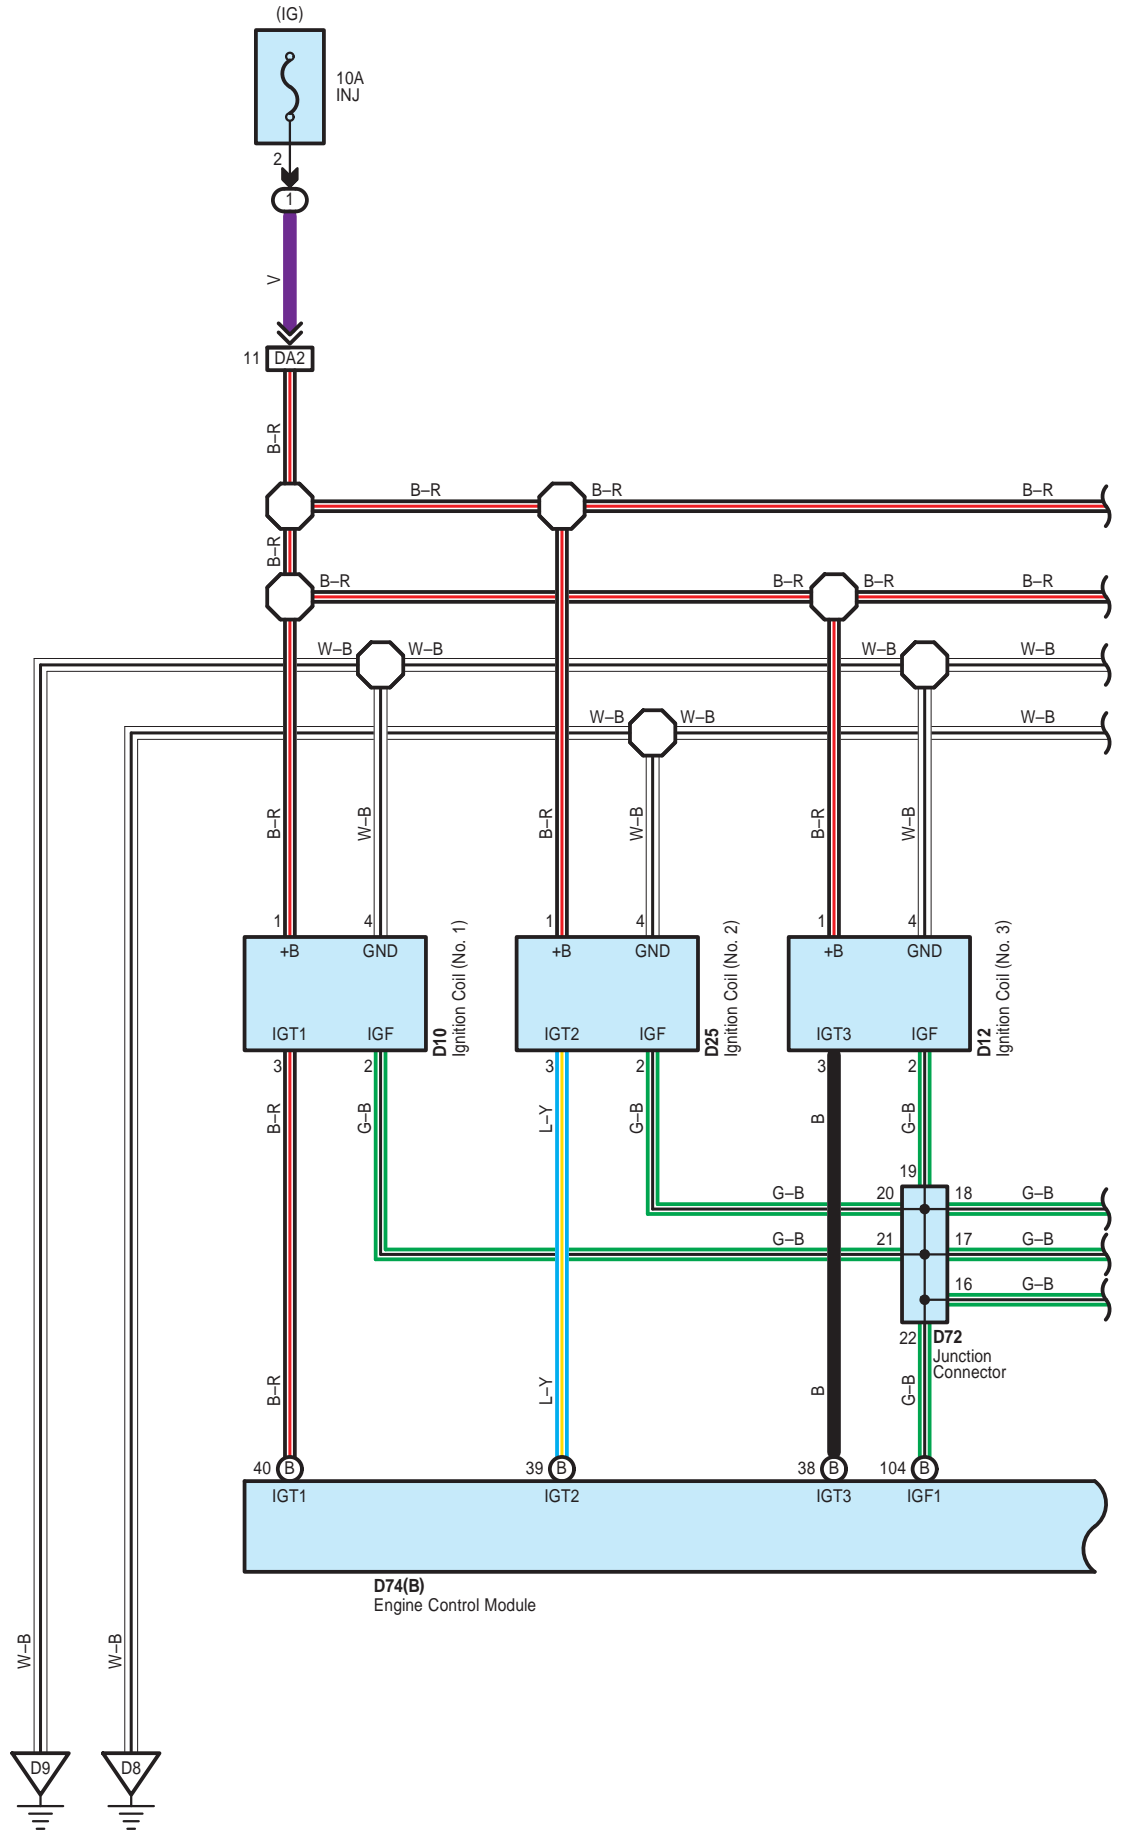 (IG)
10A
INJ
2
1
V
11 DA2
B–R
B–R B–R B–R
B–R
B–R B–R B–R B–R
W–B W–B W–B W–B
W–B W–B W–B
B–R W–B B–R W–B B–R W–B
1 4 1 4 1 4
+B GND +B GND +B GND
IGT1 IGF IGT2 IGF IGT3 IGF
D10
Ignition Coil (No. 1)
D25
Ignition Coil (No. 2)
D12
Ignition Coil (No. 3)
3 2 3 2 3 2
B–R G–B L–Y G–B B G–B
19
G–B 20 18 G–B
G–B 21 17 G–B
16 G–B
22 D72
Junction
Connector
B–R L–Y B G–B
40 B 39 B 38 B 104 B
IGT1 IGT2 IGT3 IGF1
D74(B)
Engine Control Module
W–B W–B
D9 D8